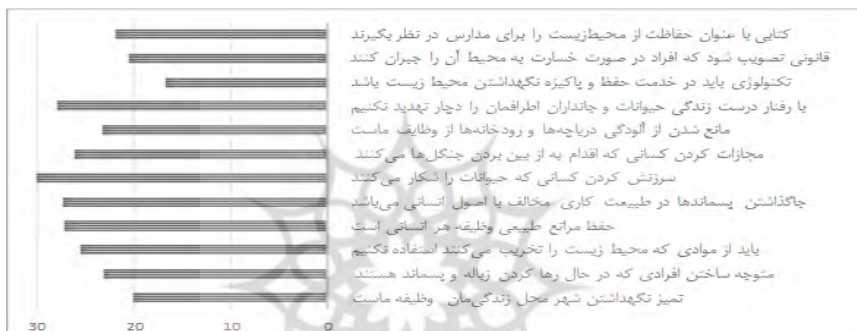 کتابی با عنوان حفاظت از محیط‌زیست را برای مدارس در نظر بگیرند
قانونی تصویب شود که افراد در صورت خسارت به محیط آن را جبران کنند
تکنولوژی باید در خدمت حفظ و پاکیزه نگهداشتن محیط زیست باشد
با رفتار درست زندگی حیوانات و جانداران اطرافمان را دچار تهدید نکنیم
مانع شدن از آلودگی دریاچه‌ها و رودخانه‌ها از وظایف ماست
مجازات کردن کسانی که اقدام به از بین بردن جنگل‌ها می‌کنند
سرزنش کردن کسانی که حیوانات را شکار می‌کنند
جاگذاشتن پسماندها در طبیعت کاری مخالف با اصول انسانی می‌باشد
حفظ مراتع طبیعی وظیفه هر انسانی است
باید از موادی که محیط زیست را تخریب می‌کنند استفاده نکنیم
متوجه ساختن افرادی که در حال رها کردن زباله و پسماند هستند
تمیز نگهداشتن شهر محل زندگی‌مان وظیفه ماست
30 20 10 0